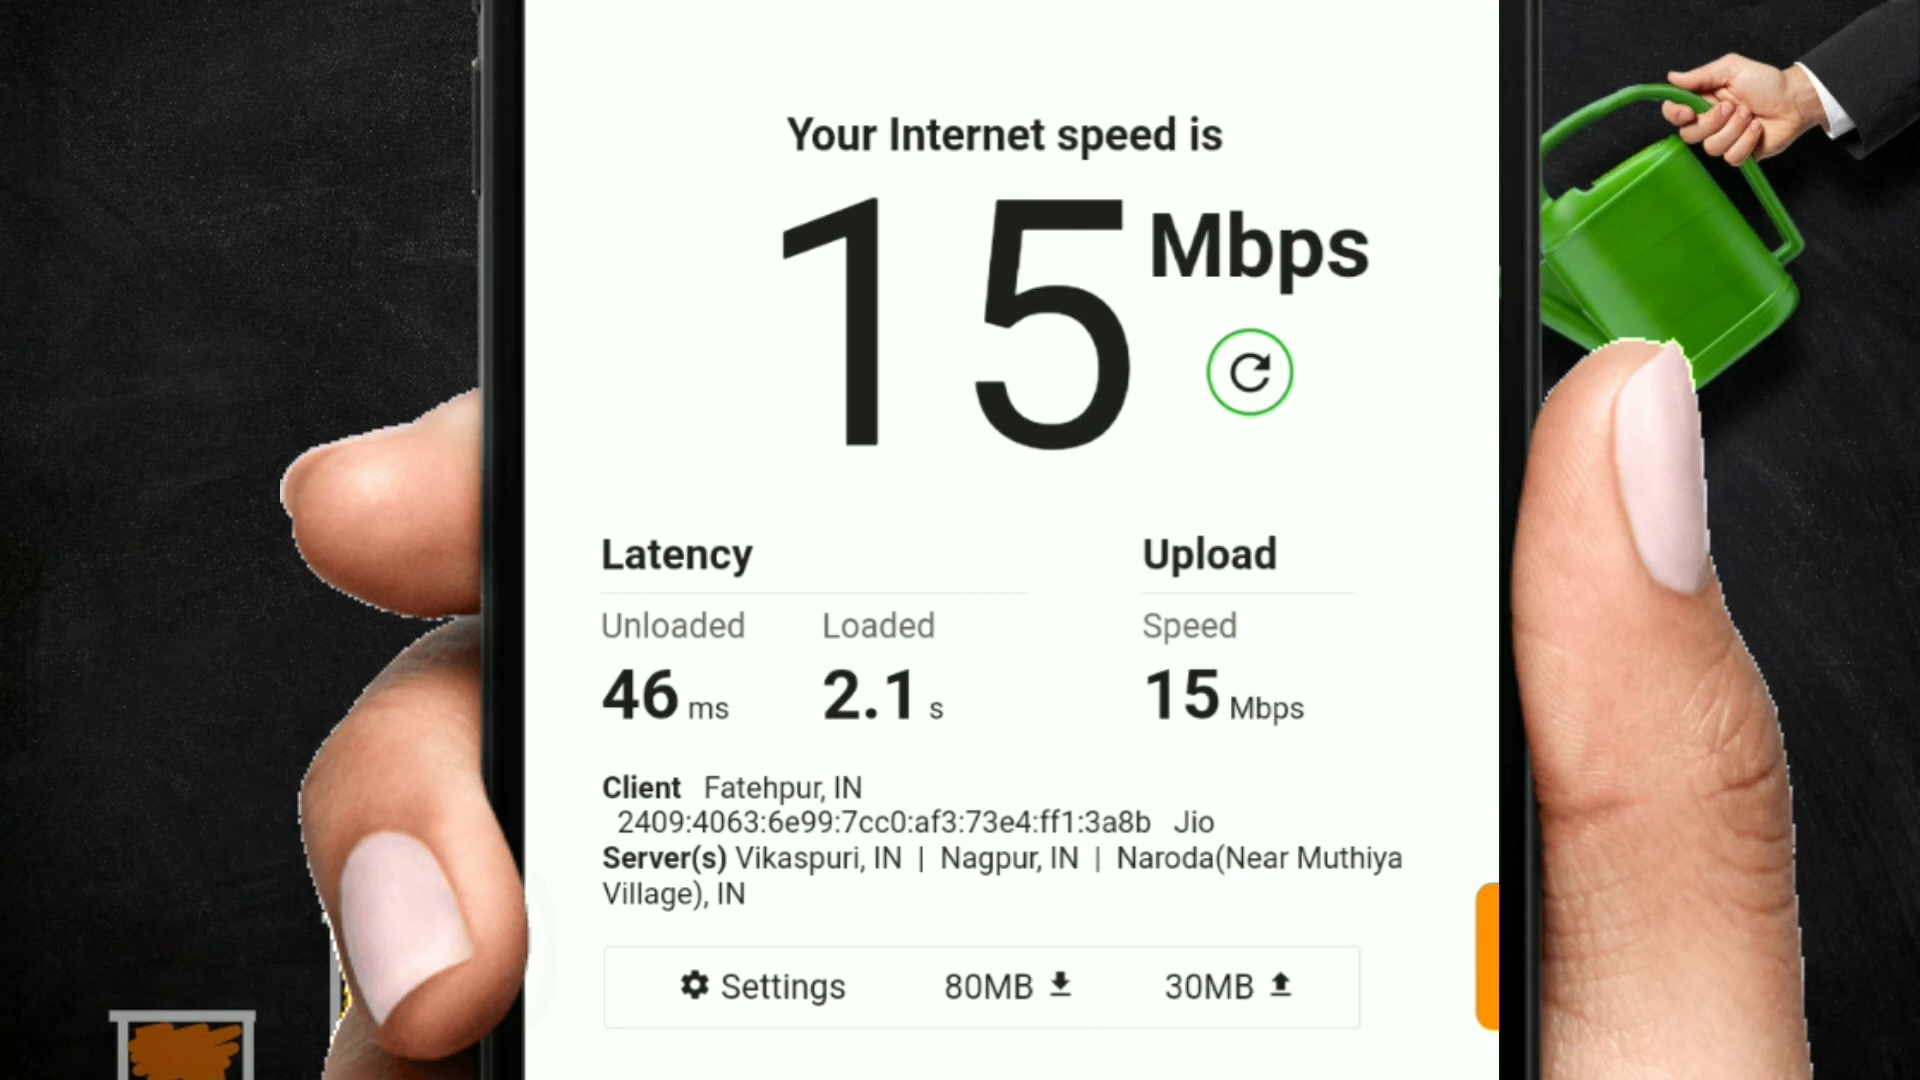 Your Internet speed is
15 Mbps
Latency Upload
Unloaded Loaded Speed
46 ms 2.1 s 15 Mbps
Client Fatehpur, IN
2409:4063:6e99:7cc0:af3:73e4:ff1:3a8b Jio
Server(s) Vikaspuri, IN | Nagpur, IN | Naroda(Near Muthiya
Village), IN
Settings 80MB 30MB